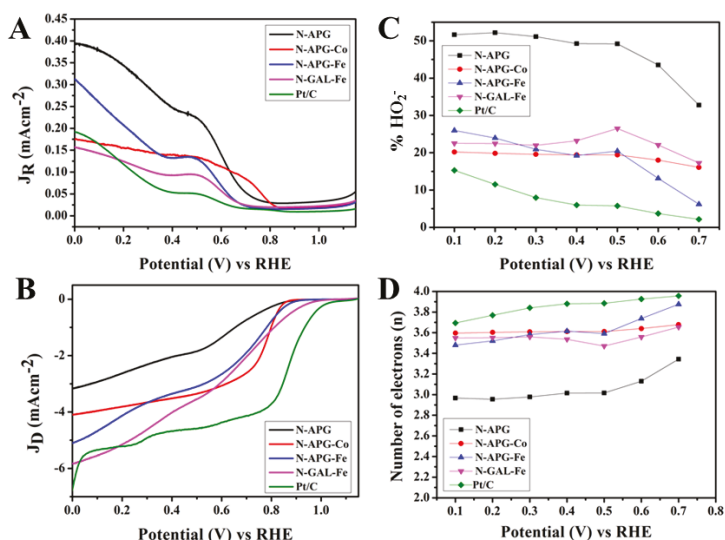 A
0.45
0.40
0.35
0.30
0.25
0.20
0.15
0.10
0.05
0.00
J_R (mAcm⁻²)
N-APG
N-APG-Co
N-APG-Fe
N-GAL-Fe
Pt/C
0.0 0.2 0.4 0.6 0.8 1.0
Potential (V) vs RHE
C
60
50
40
30
20
10
0
% HO₂⁻
N-APG
N-APG-Co
N-APG-Fe
N-GAL-Fe
Pt/C
0.1 0.2 0.3 0.4 0.5 0.6 0.7
Potential (V) vs RHE
B
0
-2
-4
-6
J_D (mAcm⁻²)
N-APG
N-APG-Co
N-APG-Fe
N-GAL-Fe
Pt/C
0.0 0.2 0.4 0.6 0.8 1.0
Potential (V) vs RHE
D
4.0
3.8
3.6
3.4
3.2
3.0
2.8
2.6
2.4
2.2
2.0
Number of electrons (n)
N-APG
N-APG-Co
N-APG-Fe
N-GAL-Fe
Pt/C
0.1 0.2 0.3 0.4 0.5 0.6 0.7 0.8
Potential (V) vs RHE